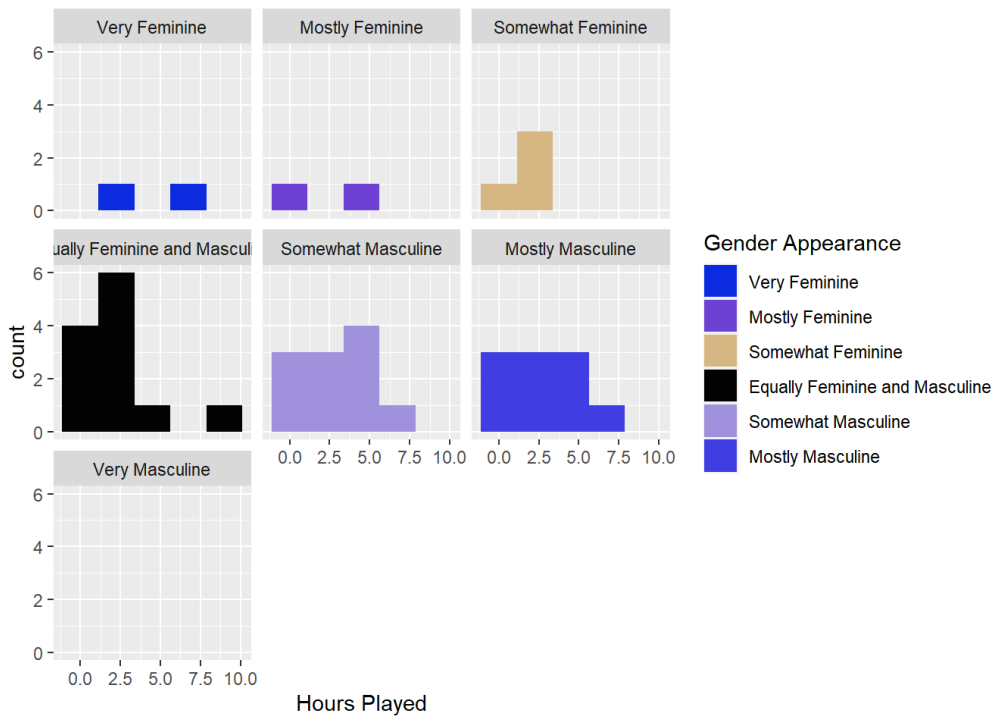 Very Feminine
Mostly Feminine
Somewhat Feminine
6
4
2
0
ually Feminine and Masculi
Somewhat Masculine
Mostly Masculine
6
4
2
0
0.0 2.5 5.0 7.5 10.0
0.0 2.5 5.0 7.5 10.0
Very Masculine
6
4
2
0
0.0 2.5 5.0 7.5 10.0
count
Hours Played
Gender Appearance
Very Feminine
Mostly Feminine
Somewhat Feminine
Equally Feminine and Masculine
Somewhat Masculine
Mostly Masculine